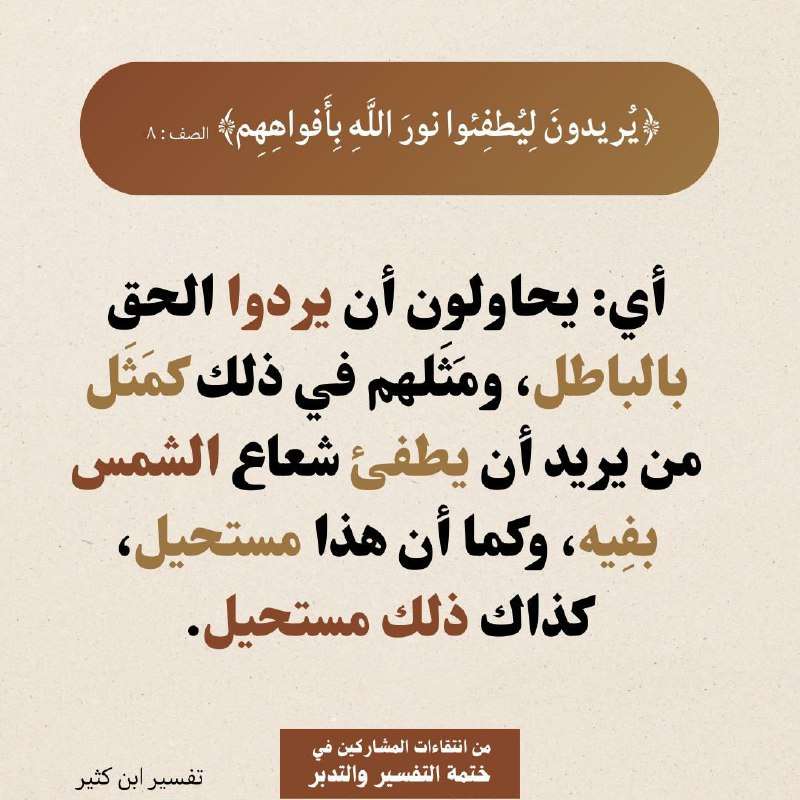 ﴿يُريدونَ لِيُطفِئوا نورَ اللَّهِ بِأَفواهِهِم﴾ الصف: ٨
أي: يحاولون أن يردوا الحق
بالباطل، ومَثَلهم في ذلك كمَثَل
من يريد أن يطفئ شعاع الشمس
بفِيه، وكما أن هذا مستحيل،
كذاك ذلك مستحيل.
من انتقاءات المشاركين في
ختمة التفسير والتدبر
تفسير ابن كثير